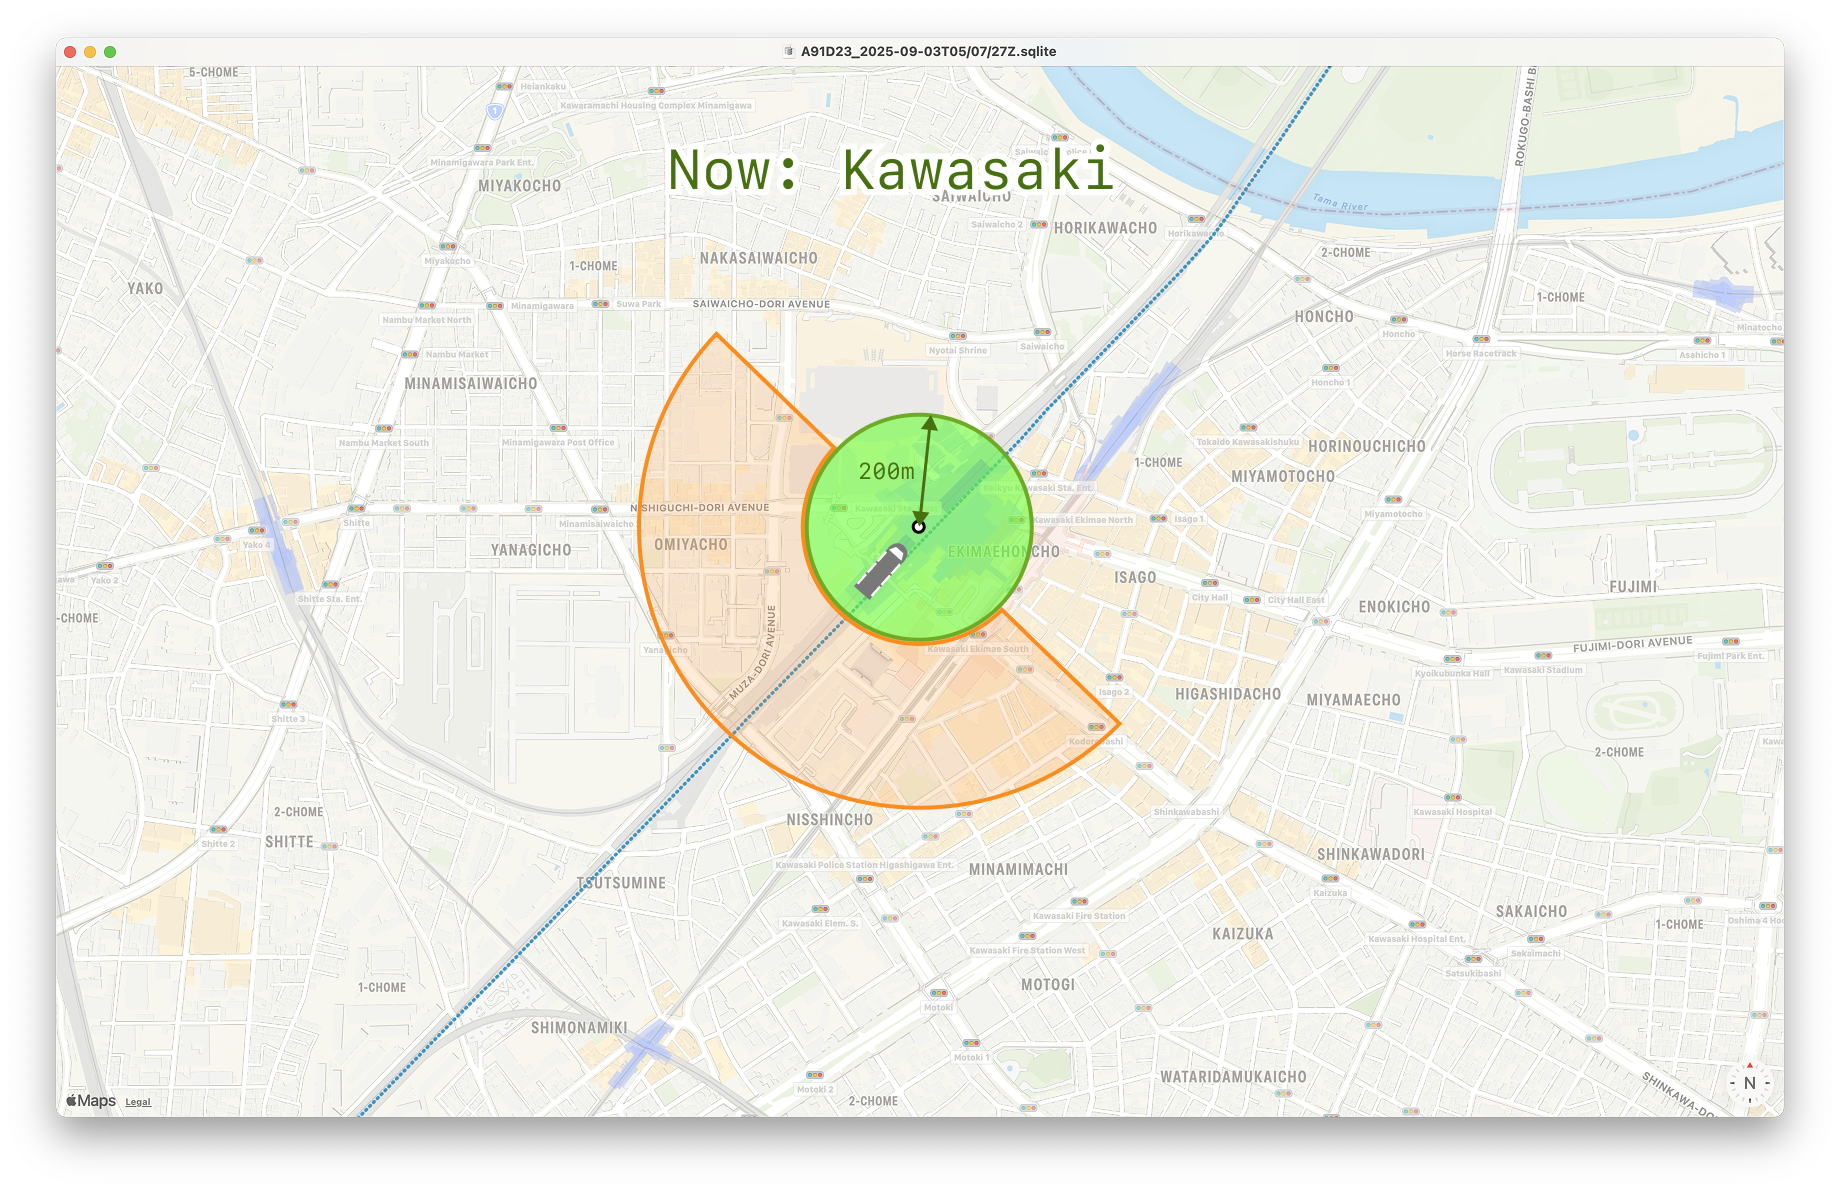 A91D23_2025-09-03T05/07/27Z.sqlite
5-CHOME
Heiankaku
Kawaramachi Housing Complex Minamigawa
1
ROKUGO-BASHI B
Minamigawara Park Ent.
MIYAKOCHO
Now: Kawasaki
SAIWAICHO
Tama River
Saiwaicho 2
HORIKAWACHO
Horikawacho
Miyakocho
NAKASAIWAICHO
2-CHOME
1-CHOME
YAKO
1-CHOME
Minamigawara
Suwa Park
SAIWAICHO-DORI AVENUE
Nambu Market North
HONCHO
Honcho
Minatocho
Nambu Market
Nyotai Shrine
Saiwaicho
Horse Racetrack
Asahicho 1
MINAMISAIWAICHO
Honcho 1
Nambu Market South
Minamigawara Post Office
Tokaido Kawasakishuku
HORINOUCHICHO
200m
1-CHOME
MIYAMOTOCHO
Keikyu Kawasaki Sta. Ent.
NISHIGUCHI-DORI AVENUE
Kawasaki Sta
Shitte
Minamisaiwaicho
Kawasaki Ekimae North
Isago 1
Miyamotocho
Yako 4
YANAGICHO
OMIYACHO
EKIMAEHONCHO
Yako 2
ISAGO
FUJIMI
Shitte Sta. Ent.
City Hall
City Hall East
ENOKICHO
-CHOME
MUZA-DORI AVENUE
Yanagicho
Kawasaki Ekimae South
FUJIMI-DORI AVENUE
Fujimi Park Ent.
Kawasaki Stadium
Kyoikubunka Hall
Isago 2
HIGASHIDACHO
MIYAMAECHO
Shitte 3
Kodorobashi
2-CHOME
2-CHOME
Shinkawabashi
Kawasaki Hospital
SHITTE
Shitte 2
NISSHINCHO
SHINKAWADORI
Kawasaki Police Station Higashigawa Ent.
MINAMIMACHI
TSUTSUMINE
Kaizuka
Kawasaki Elem. S.
Kawasaki Fire Station
SAKAICHO
Oshima 4
1-CHOME
KAIZUKA
Kawasaki Hospital Ent.
Kawasaki Fire Station West
Sakaimachi
Satsukibashi
1-CHOME
MOTOGI
Motoki
SHIMONAMIKI
Motoki 1
WATARIDAMUKAICHO
Motoki 2
SHINKAWA-DO
N
Maps
Legal
2-CHOME